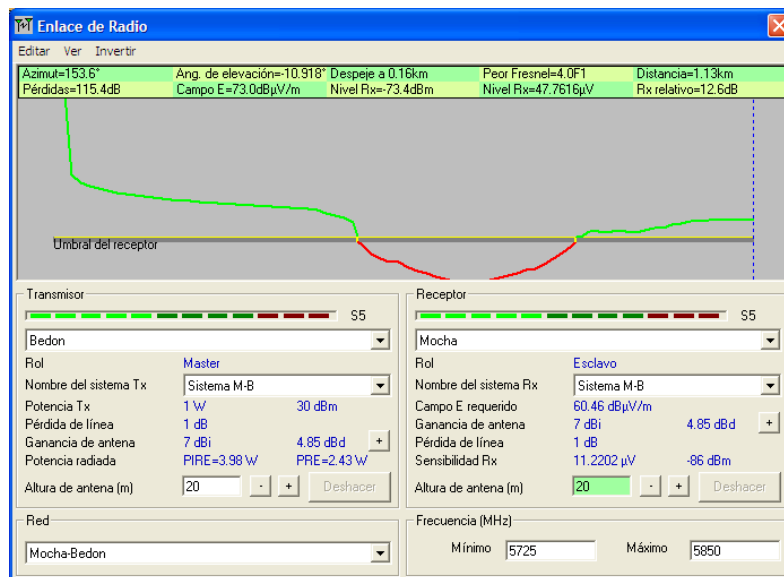 Enlace de Radio
Editar Ver Invertir
Azimut=153.6° Ang. de elevación=-10.918° Despeje a 0.16km Peor Fresnel=4.0F1 Distancia=1.13km
Pérdidas=115.4dB Campo E=73.0dBµV/m Nivel Rx=-73.4dBm Nivel Rx=47.7616µV Rx relativo=12.6dB
Umbral del receptor
Transmisor
S5
Bedon
Rol Master
Nombre del sistema Tx Sistema M-B
Potencia Tx 1 W 30 dBm
Pérdida de línea 1 dB
Ganancia de antena 7 dBi 4.85 dBd +
Potencia radiada PIRE=3.98 W PRE=2.43 W
Altura de antena (m) 20 - + Deshacer
Red
Mocha-Bedon
Receptor
S5
Mocha
Rol Esclavo
Nombre del sistema Rx Sistema M-B
Campo E requerido 60.46 dBµV/m
Ganancia de antena 7 dBi 4.85 dBd +
Pérdida de línea 1 dB
Sensibilidad Rx 11.2202 µV -86 dBm
Altura de antena (m) 20 - + Deshacer
Frecuencia (MHz)
Mínimo 5725 Máximo 5850